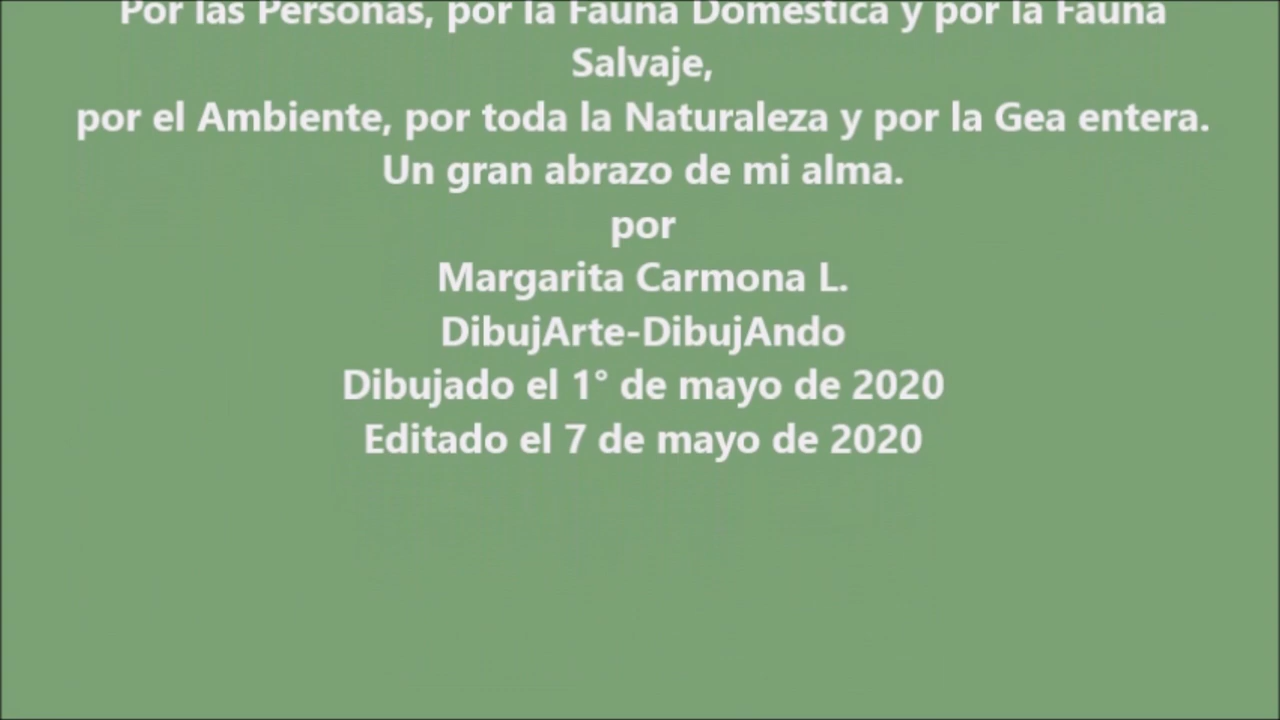 Por las Personas, por la Fauna Doméstica y por la Fauna
Salvaje,
por el Ambiente, por toda la Naturaleza y por la Gea entera.
Un gran abrazo de mi alma.
por
Margarita Carmona L.
DibujArte-DibujAndo
Dibujado el 1° de mayo de 2020
Editado el 7 de mayo de 2020